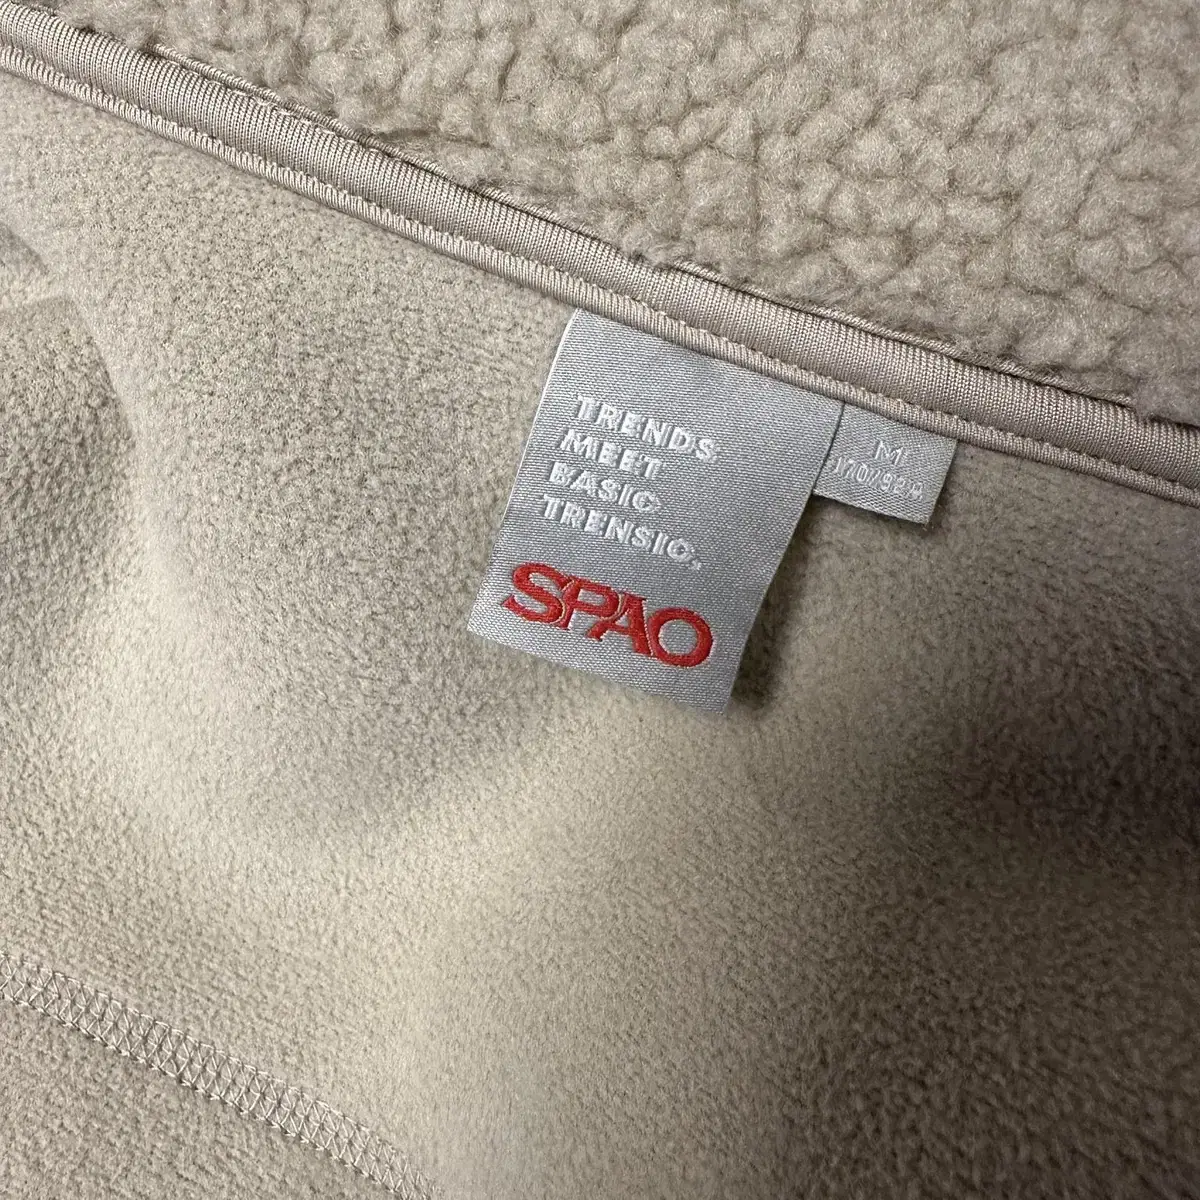 TRENDS
MEET
BASIC
TRENSIC.
SPAO
M
170/92A